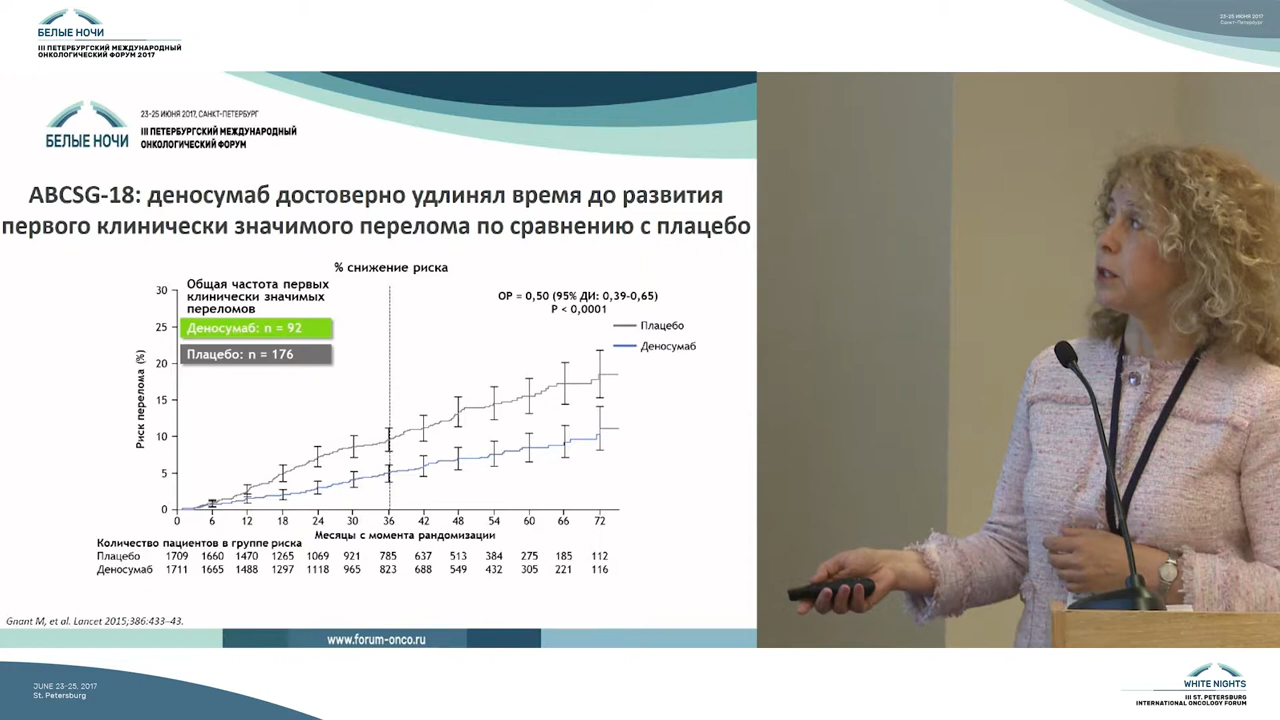 БЕЛЫЕ НОЧИ
III ПЕТЕРБУРГСКИЙ МЕЖДУНАРОДНЫЙ
ОНКОЛОГИЧЕСКИЙ ФОРУМ 2017
23-25 ИЮНЯ 2017
Санкт-Петербург
23-25 ИЮНЯ 2017, САНКТ-ПЕТЕРБУРГ
БЕЛЫЕ НОЧИ
III ПЕТЕРБУРГСКИЙ МЕЖДУНАРОДНЫЙ
ОНКОЛОГИЧЕСКИЙ ФОРУМ
ABCSG-18: деносумаб достоверно удлинял время до развития
первого клинически значимого перелома по сравнению с плацебо
% снижение риска
Общая частота первых
клинически значимых
переломов
Деносумаб: n = 92
Плацебо: n = 176
ОР = 0,50 (95% ДИ: 0,39-0,65)
P < 0,0001
Плацебо
Деносумаб
Риск перелома (%)
30
25
20
15
10
5
0
0 6 12 18 24 30 36 42 48 54 60 66 72
Месяцы с момента рандомизации
Количество пациентов в группе риска
Плацебо 1709 1660 1470 1265 1069 921 785 637 513 384 275 185 112
Деносумаб 1711 1665 1488 1297 1118 965 823 688 549 432 305 221 116
Gnant M, et al. Lancet 2015;386:433–43.
www.forum-onco.ru
JUNE 23-25, 2017
St. Petersburg
WHITE NIGHTS
III ST. PETERSBURG
INTERNATIONAL ONCOLOGY FORUM